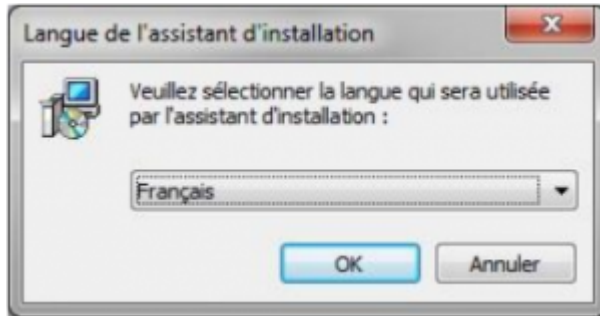 Langue de l'assistant d'installation
Veuillez sélectionner la langue qui sera utilisée
par l'assistant d'installation :
Français
OK
Annuler